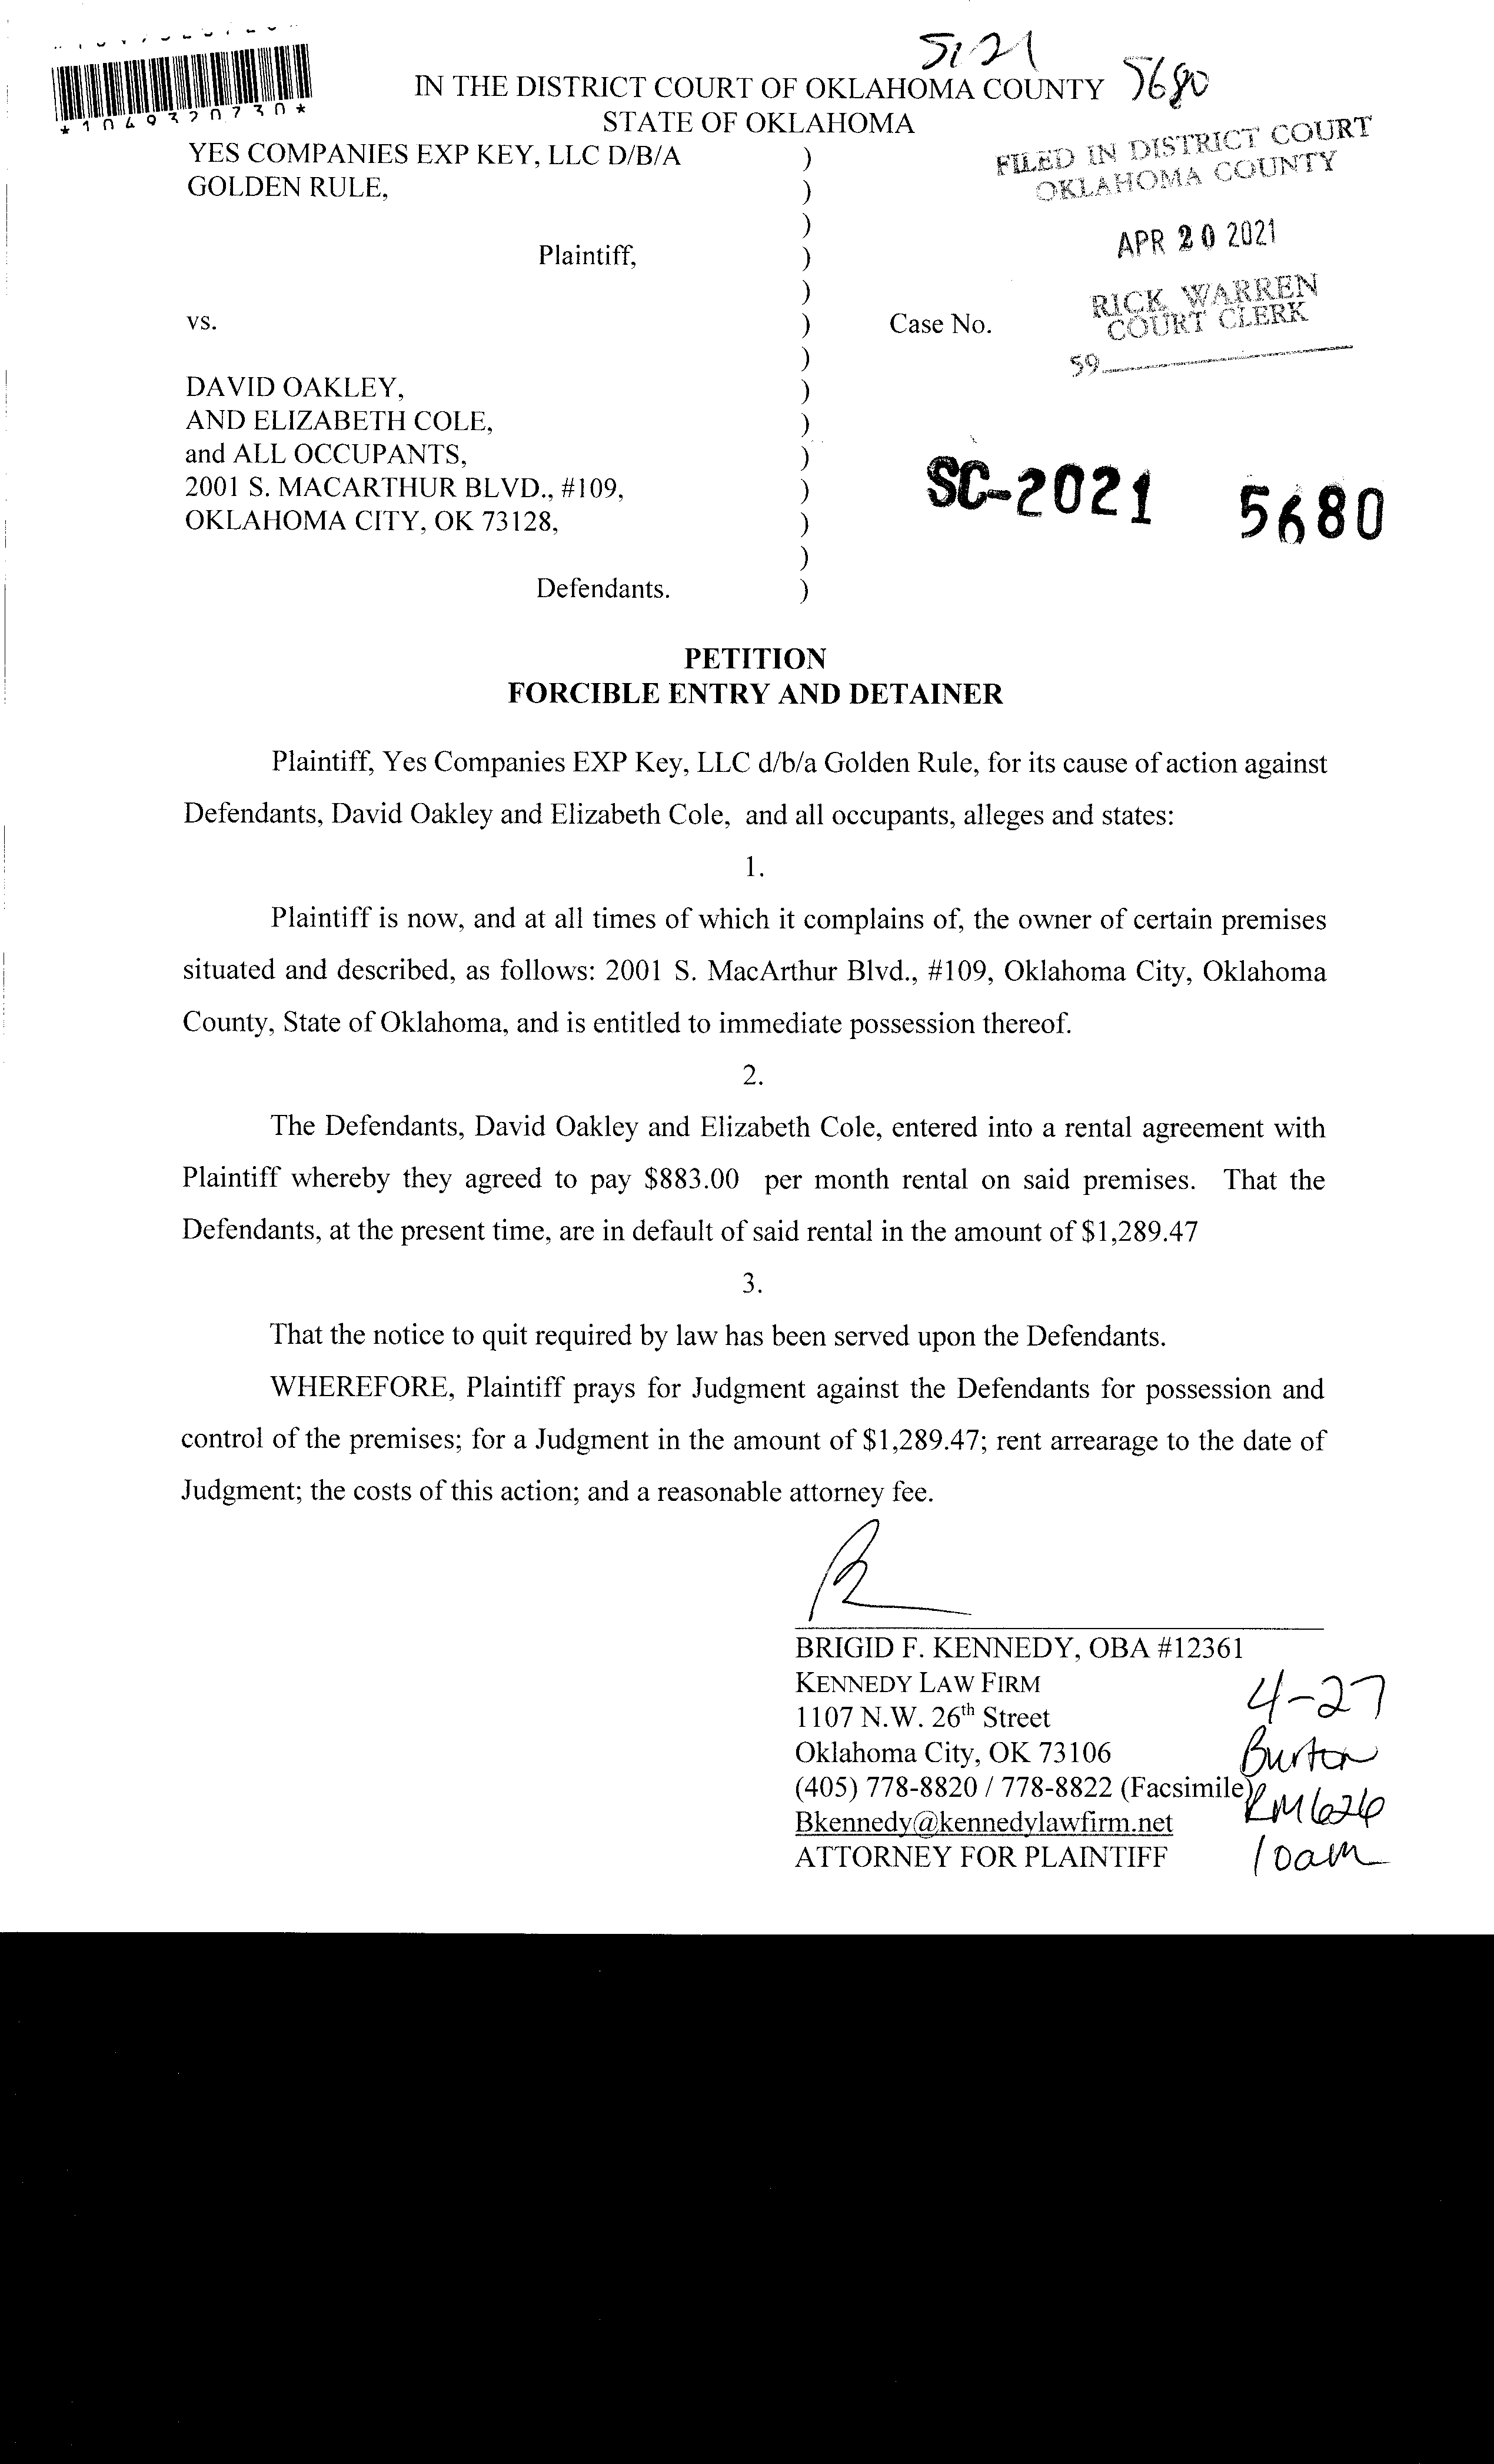 5121
IN THE DISTRICT COURT OF OKLAHOMA COUNTY 5680
STATE OF OKLAHOMA
*1049320730*
FILED IN DISTRICT COURT
OKLAHOMA COUNTY
APR 20 2021
RICK WARREN
COURT CLERK
59
YES COMPANIES EXP KEY, LLC D/B/A )
GOLDEN RULE, )
)
Plaintiff, )
)
vs. ) Case No.
)
DAVID OAKLEY, )
AND ELIZABETH COLE, )
and ALL OCCUPANTS, )
2001 S. MACARTHUR BLVD., #109, ) SC-2021 5680
OKLAHOMA CITY, OK 73128, )
)
Defendants. )
PETITION
FORCIBLE ENTRY AND DETAINER
Plaintiff, Yes Companies EXP Key, LLC d/b/a Golden Rule, for its cause of action against
Defendants, David Oakley and Elizabeth Cole, and all occupants, alleges and states:
1.
Plaintiff is now, and at all times of which it complains of, the owner of certain premises
situated and described, as follows: 2001 S. MacArthur Blvd., #109, Oklahoma City, Oklahoma
County, State of Oklahoma, and is entitled to immediate possession thereof.
2.
The Defendants, David Oakley and Elizabeth Cole, entered into a rental agreement with
Plaintiff whereby they agreed to pay $883.00 per month rental on said premises. That the
Defendants, at the present time, are in default of said rental in the amount of $1,289.47
3.
That the notice to quit required by law has been served upon the Defendants.
WHEREFORE, Plaintiff prays for Judgment against the Defendants for possession and
control of the premises; for a Judgment in the amount of $1,289.47; rent arrearage to the date of
Judgment; the costs of this action; and a reasonable attorney fee.
BRIGID F. KENNEDY, OBA #12361
KENNEDY LAW FIRM
1107 N.W. 26th Street
Oklahoma City, OK 73106
(405) 778-8820 / 778-8822 (Facsimile)
Bkennedy@kennedylawfirm.net
ATTORNEY FOR PLAINTIFF
4-27
Burton
RM626
10am